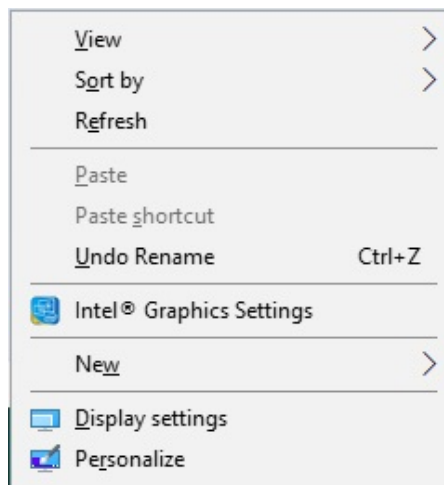 View
Sort by
Refresh
Paste
Paste shortcut
Undo Rename Ctrl+Z
Intel® Graphics Settings
New
Display settings
Personalize